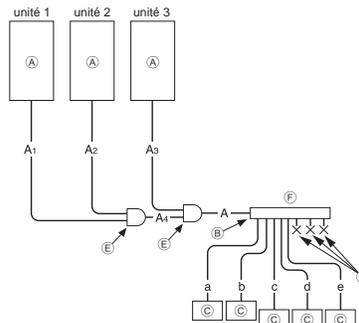 unité 1 unité 2 unité 3
A A A
A1 A2 A3
F
A4 A
B
E E
a b c d e
C C C C C